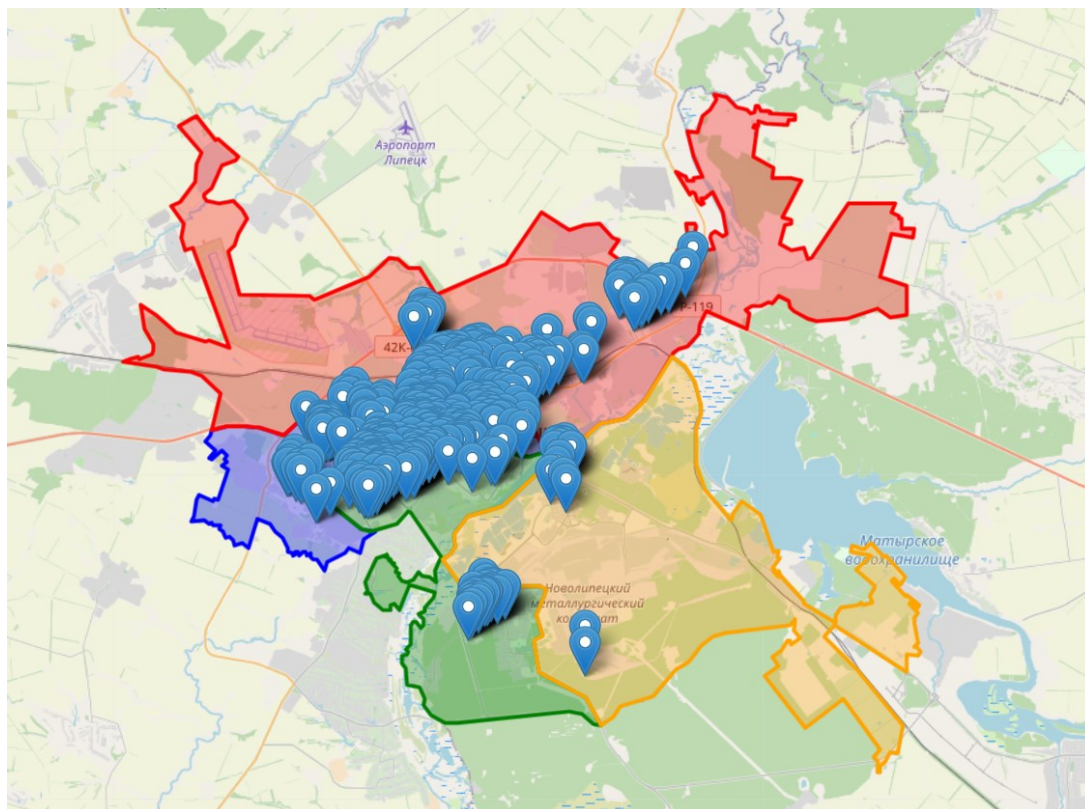 Аэропорт
Липецк
Р-119
42К-
Матырское
водохранилище
Новолипецкий
металлургический